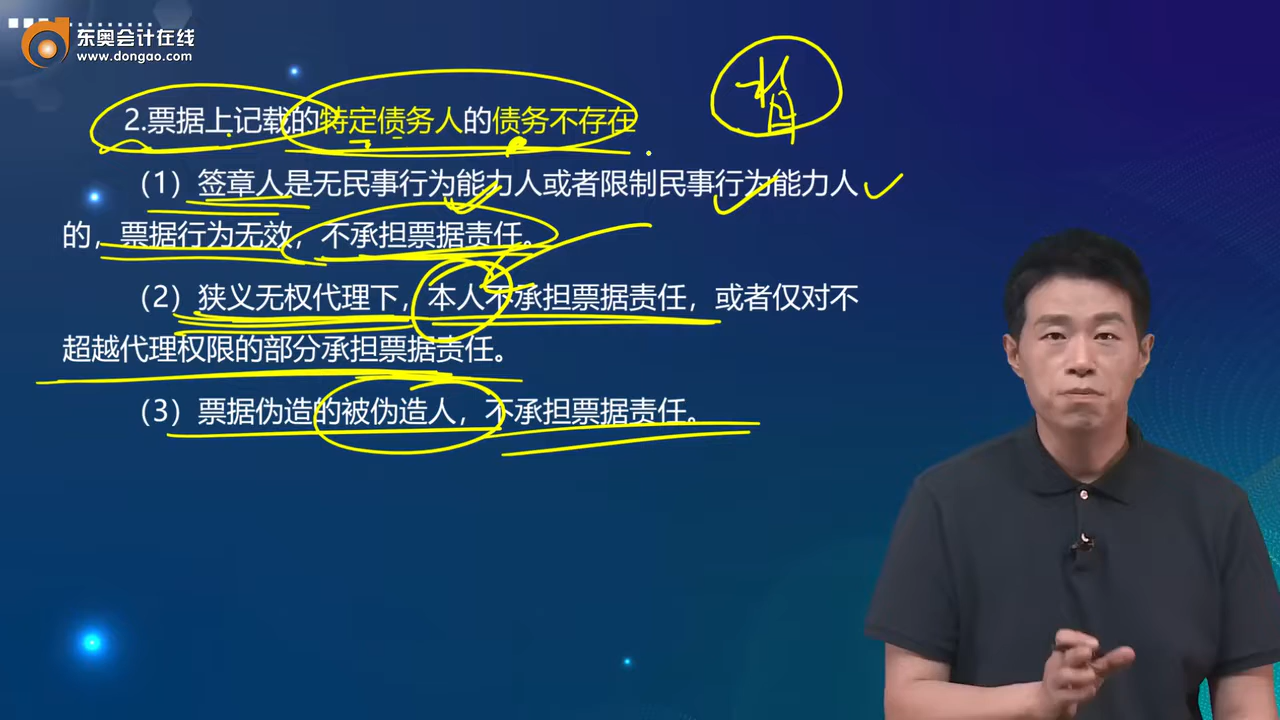 东奥会计在线
www.dongao.com
2.票据上记载的特定债务人的债务不存在
（1）签章人是无民事行为能力人或者限制民事行为能力人
的，票据行为无效，不承担票据责任。
（2）狭义无权代理下，本人不承担票据责任，或者仅对不
超越代理权限的部分承担票据责任。
（3）票据伪造的被伪造人，不承担票据责任。